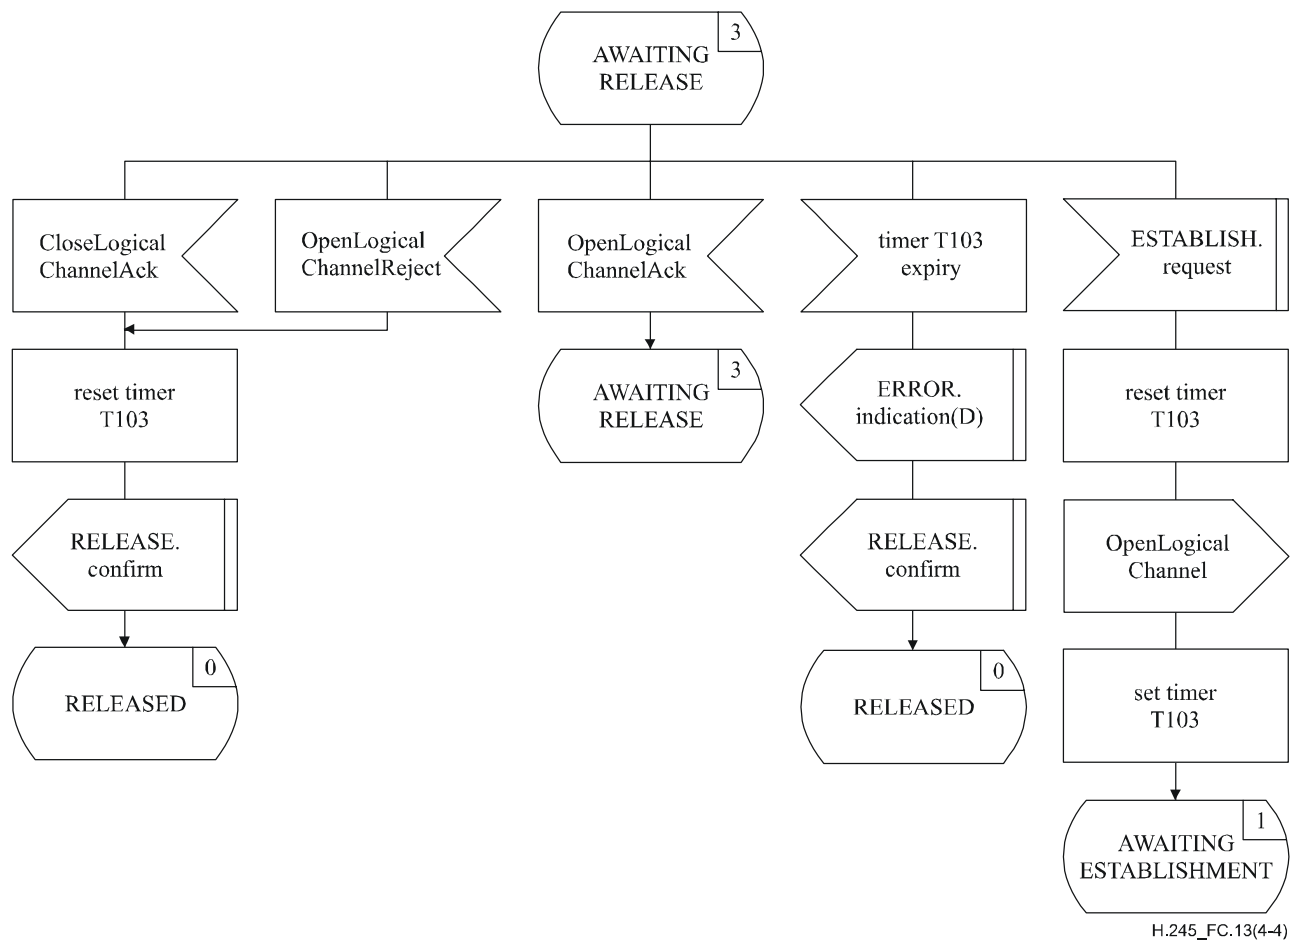 3
AWAITING
RELEASE
CloseLogical
ChannelAck
OpenLogical
ChannelReject
OpenLogical
ChannelAck
timer T103
expiry
ESTABLISH.
request
reset timer
T103
3
AWAITING
RELEASE
ERROR.
indication(D)
reset timer
T103
RELEASE.
confirm
RELEASE.
confirm
OpenLogical
Channel
0
RELEASED
0
RELEASED
set timer
T103
1
AWAITING
ESTABLISHMENT
H.245_FC.13(4-4)